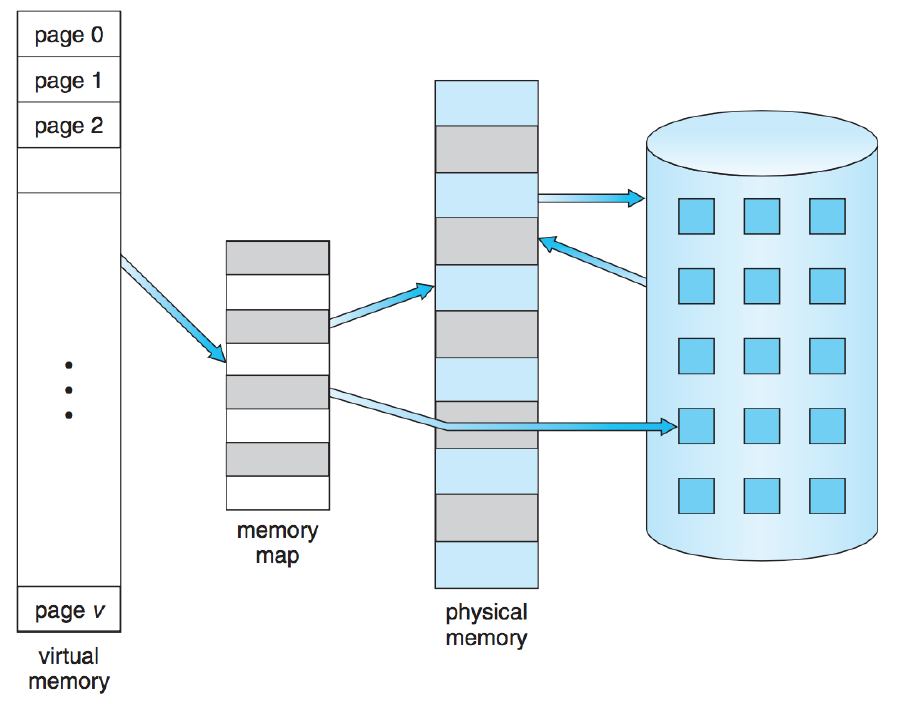 page 0
page 1
page 2
page v
virtual
memory
memory
map
physical
memory